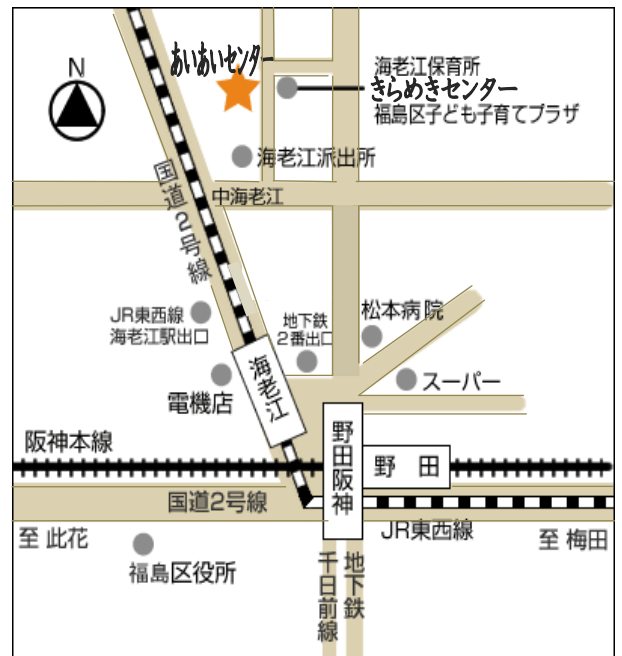 あいあいセンター
N
海老江保育所
きらめきセンター
福島区子ども子育てプラザ
海老江派出所
国道2号線
中海老江
JR東西線
海老江駅出口
地下鉄
2番出口
松本病院
海老江
電機店
スーパー
阪神本線
野田阪神
野 田
国道2号線
JR東西線
至 此花
至 梅田
福島区役所
千日前線
地下鉄